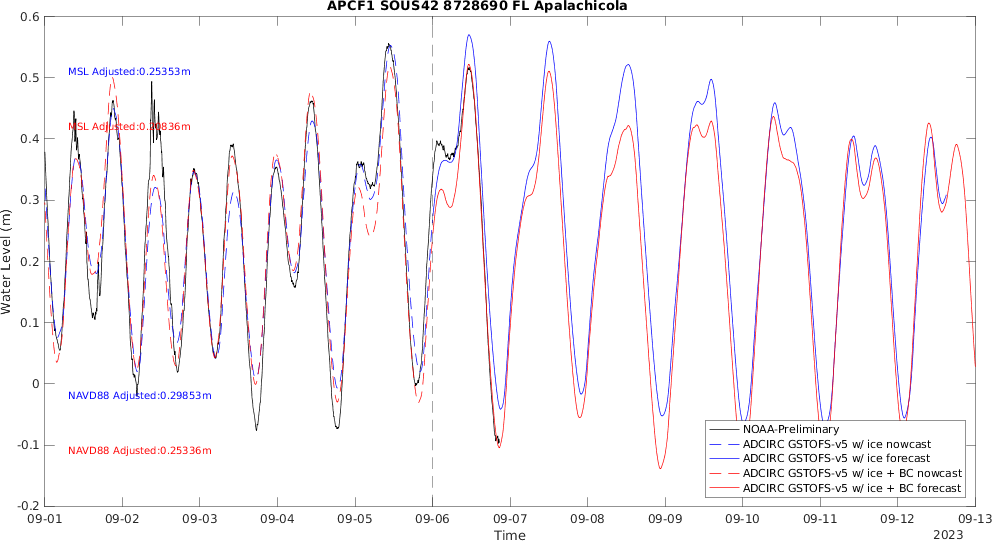 APCF1 SOUS42 8728690 FL Apalachicola
0.6
0.5
0.4
0.3
0.2
0.1
0
-0.1
-0.2
Water Level (m)
MSL Adjusted:0.25353m
MSL Adjusted:0.20836m
NAVD88 Adjusted:0.29853m
NAVD88 Adjusted:0.25336m
NOAA-Preliminary
ADCIRC GSTOFS-v5 w/ ice nowcast
ADCIRC GSTOFS-v5 w/ ice forecast
ADCIRC GSTOFS-v5 w/ ice + BC nowcast
ADCIRC GSTOFS-v5 w/ ice + BC forecast
09-01 09-02 09-03 09-04 09-05 09-06 09-07 09-08 09-09 09-10 09-11 09-12 09-13
Time
2023